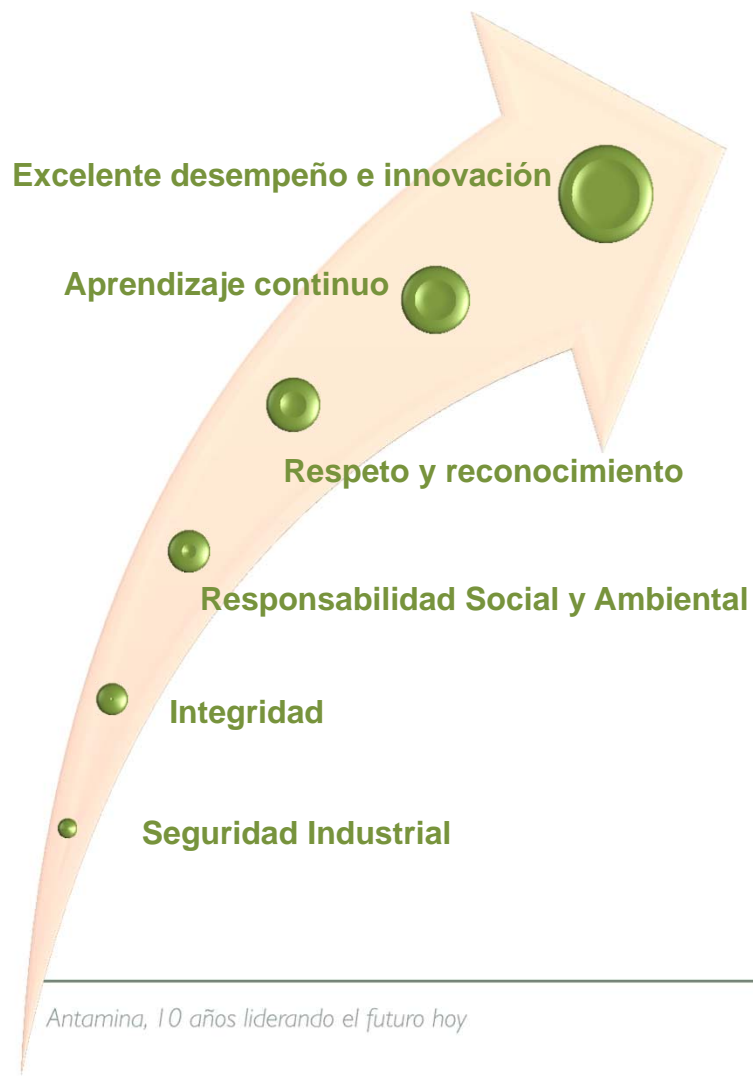 Excelente desempeño e innovación
Aprendizaje continuo
Respeto y reconocimiento
Responsabilidad Social y Ambiental
Integridad
Seguridad Industrial
Antamina, 10 años liderando el futuro hoy